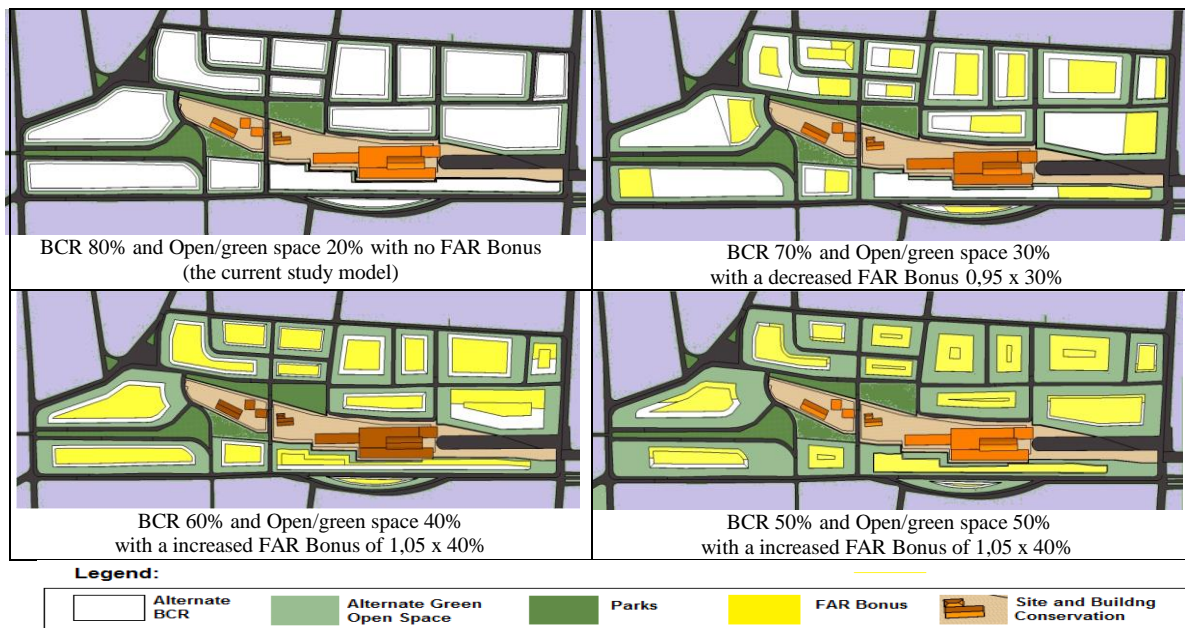 BCR 80% and Open/green space 20% with no FAR Bonus
(the current study model)
BCR 70% and Open/green space 30%
with a decreased FAR Bonus 0,95 x 30%
BCR 60% and Open/green space 40%
with a increased FAR Bonus of 1,05 x 40%
BCR 50% and Open/green space 50%
with a increased FAR Bonus of 1,05 x 40%
Legend:
Alternate
BCR
Alternate Green
Open Space
Parks
FAR Bonus
Site and Buildng
Conservation